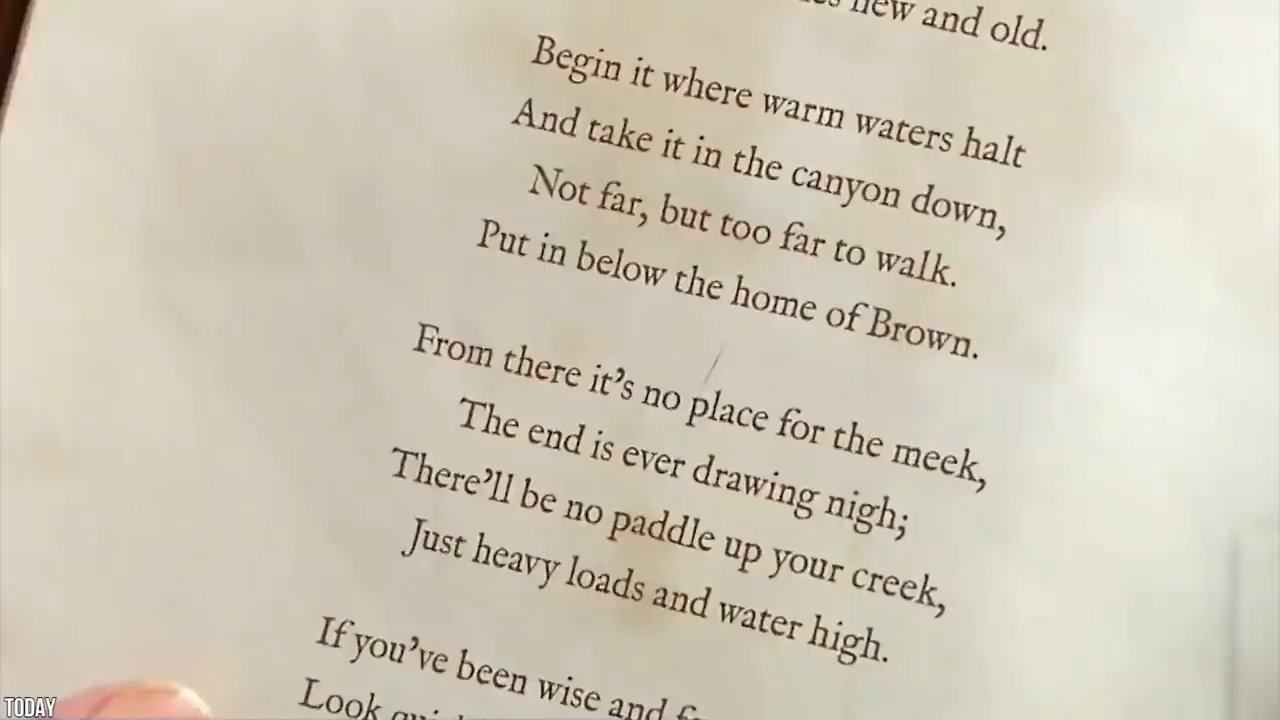 new and old.
Begin it where warm waters halt
And take it in the canyon down,
Not far, but too far to walk.
Put in below the home of Brown.
From there it's no place for the meek,
The end is ever drawing nigh;
There'll be no paddle up your creek,
Just heavy loads and water high.
If you've been wise and
Look
TODAY